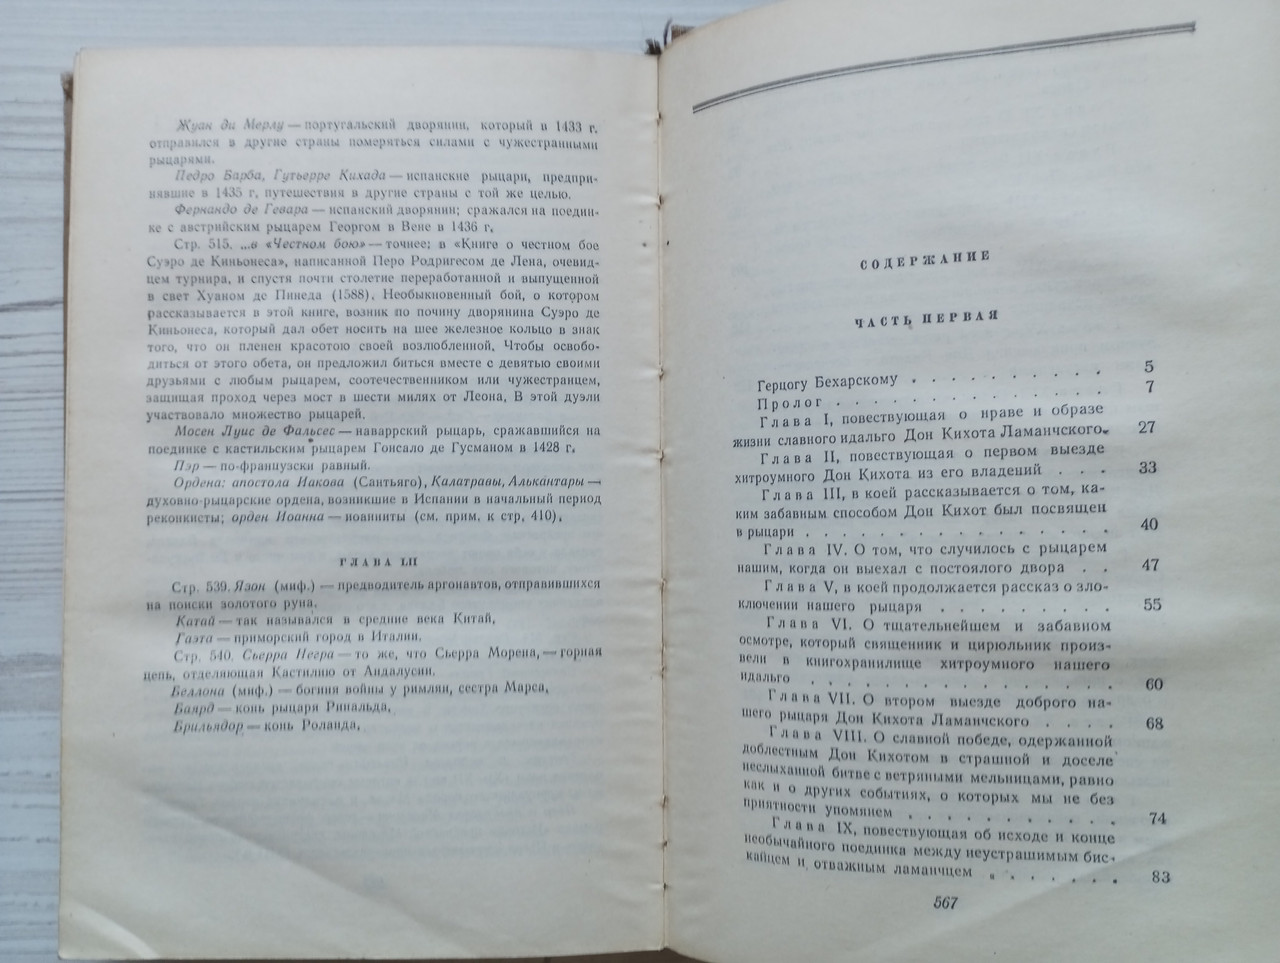 Жуан ди Мерлу — португальский дворянин, который в 1433 г.
отправился в другие страны померяться силами с чужестранными
рыцарями.
Педро Барба, Гутьерре Кихада — испанские рыцари, предпри-
нявшие в 1435 г. путешествия в другие страны с той же целью.
Фернандо де Гевара — испанский дворянин; сражался на поедин-
ке с австрийским рыцарем Георгом в Вене в 1436 г.
Стр. 515. ...в «Честном бою» — точнее: в «Книге о честном бое
Суэро де Киньонеса», написанной Перо Родригесом де Лена, очевид-
цем турнира, и спустя почти столетие переработанной и выпущенной
в свет Хуаном де Пинеда (1588). Необыкновенный бой, о котором
рассказывается в этой книге, возник по почину дворянина Суэро де
Киньонеса, который дал обет носить на шее железное кольцо в знак
того, что он пленен красотою своей возлюбленной. Чтобы освобо-
диться от этого обета, он предложил биться вместе с девятью своими
друзьями с любым рыцарем, соотечественником или чужестранцем,
защищая проход через мост в шести милях от Леона. В этой дуэли
участвовало множество рыцарей.
Мосен Луис де Фальсес — наваррский рыцарь, сражавшийся на
поединке с кастильским рыцарем Гонсало де Гусманом в 1428 г.
Пэр — по-французски равный.
Ордена: апостола Иакова (Сантьяго), Калатравы, Алькантары —
духовно-рыцарские ордена, возникшие в Испании в начальный период
реконкисты; орден Иоанна — иоанниты (см. прим. к стр. 410).
ГЛАВА LII
Стр. 539. Язон (миф.) — предводитель аргонавтов, отправившихся
на поиски золотого руна.
Катай — так назывался в средние века Китай.
Гаэта — приморский город в Италии.
Стр. 540. Сьерра Негра — то же, что Сьерра Морена, — горная
цепь, отделяющая Кастилию от Андалусии.
Беллона (миф.) — богиня войны у римлян, сестра Марса.
Баярд — конь рыцаря Ринальда.
Брильядор — конь Роланда.
СОДЕРЖАНИЕ
ЧАСТЬ ПЕРВАЯ
Герцогу Бехарскому . . . . . . . . . . 5
Пролог . . . . . . . . . . . . . . 7
Глава I, повествующая о нраве и образе
жизни славного идальго Дон Кихота Ламанчского. 27
Глава II, повествующая о первом выезде
хитроумного Дон Кихота из его владений . . . 33
Глава III, в коей рассказывается о том, ка-
ким забавным способом Дон Кихот был посвящен
в рыцари . . . . . . . . . . . . . . . 40
Глава IV. О том, что случилось с рыцарем
нашим, когда он выехал с постоялого двора . . 47
Глава V, в коей продолжается рассказ о зло-
ключении нашего рыцаря . . . . . . . . . 55
Глава VI. О тщательнейшем и забавном
осмотре, который священник и цирюльник произ-
вели в книгохранилище хитроумного нашего
идальго . . . . . . . . . . . . . . . 60
Глава VII. О втором выезде доброго на-
шего рыцаря Дон Кихота Ламанчского . . . . 68
Глава VIII. О славной победе, одержанной
доблестным Дон Кихотом в страшной и доселе
неслыханной битве с ветряными мельницами, равно
как и о других событиях, о которых мы не без
приятности упомянем . . . . . . . . . . . 74
Глава IX, повествующая об исходе и конце
необычайного поединка между неустрашимым бис-
кайцем и отважным ламанчцем . . . . . . . 83
567